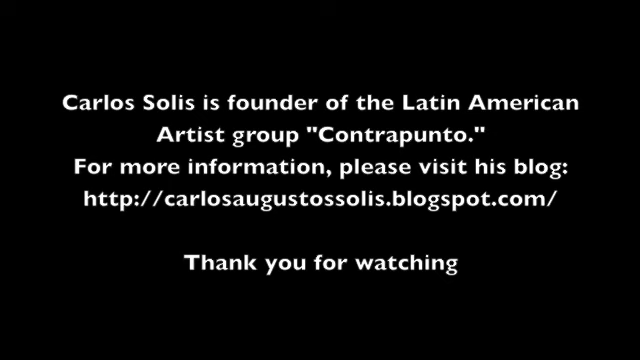 Carlos Solis is founder of the Latin American
Artist group "Contrapunto."
For more information, please visit his blog:
http://carlosaugustossolis.blogspot.com/
Thank you for watching